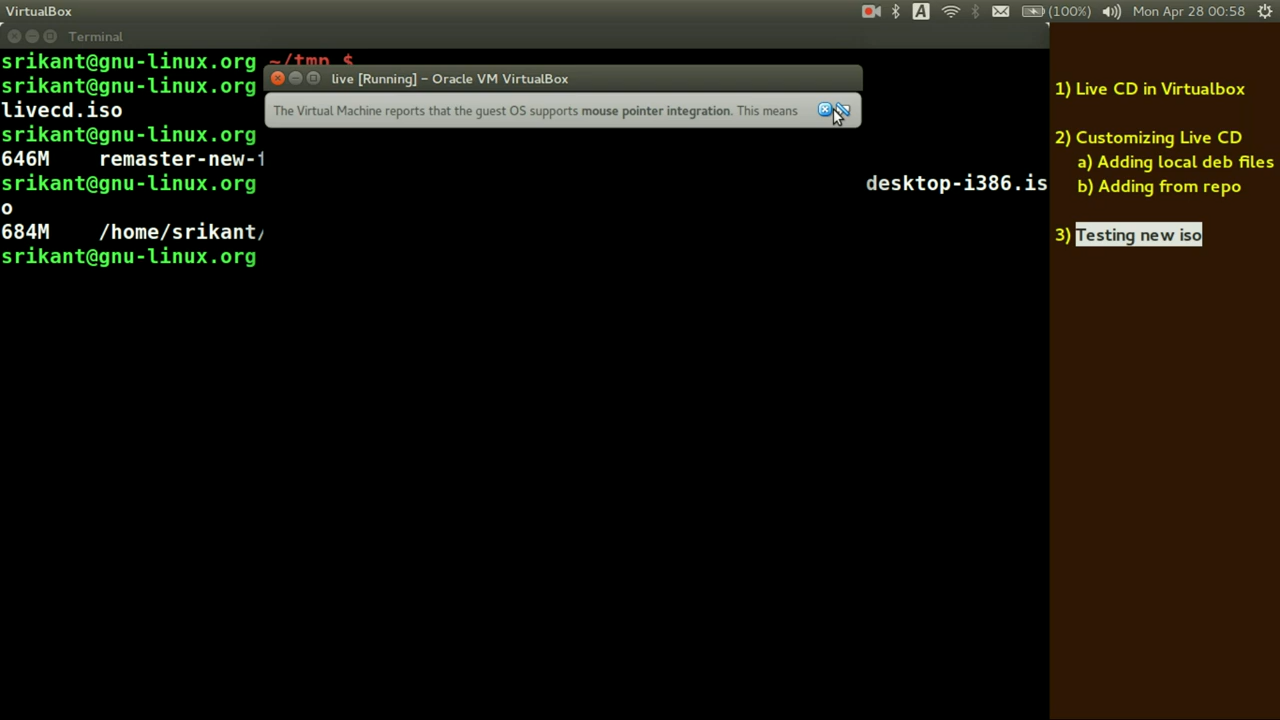 VirtualBox
A
(100%)
Mon Apr 28 00:58
Terminal
srikant@gnu-linux.org ~/tmp $
srikant@gnu-linux.org
livecd.iso
srikant@gnu-linux.org
646M remaster-new-
srikant@gnu-linux.org desktop-i386.is
o
684M /home/srikant/
srikant@gnu-linux.org
live [Running] – Oracle VM VirtualBox
The Virtual Machine reports that the guest OS supports mouse pointer integration. This means
1) Live CD in Virtualbox
2) Customizing Live CD
a) Adding local deb files
b) Adding from repo
3) Testing new iso